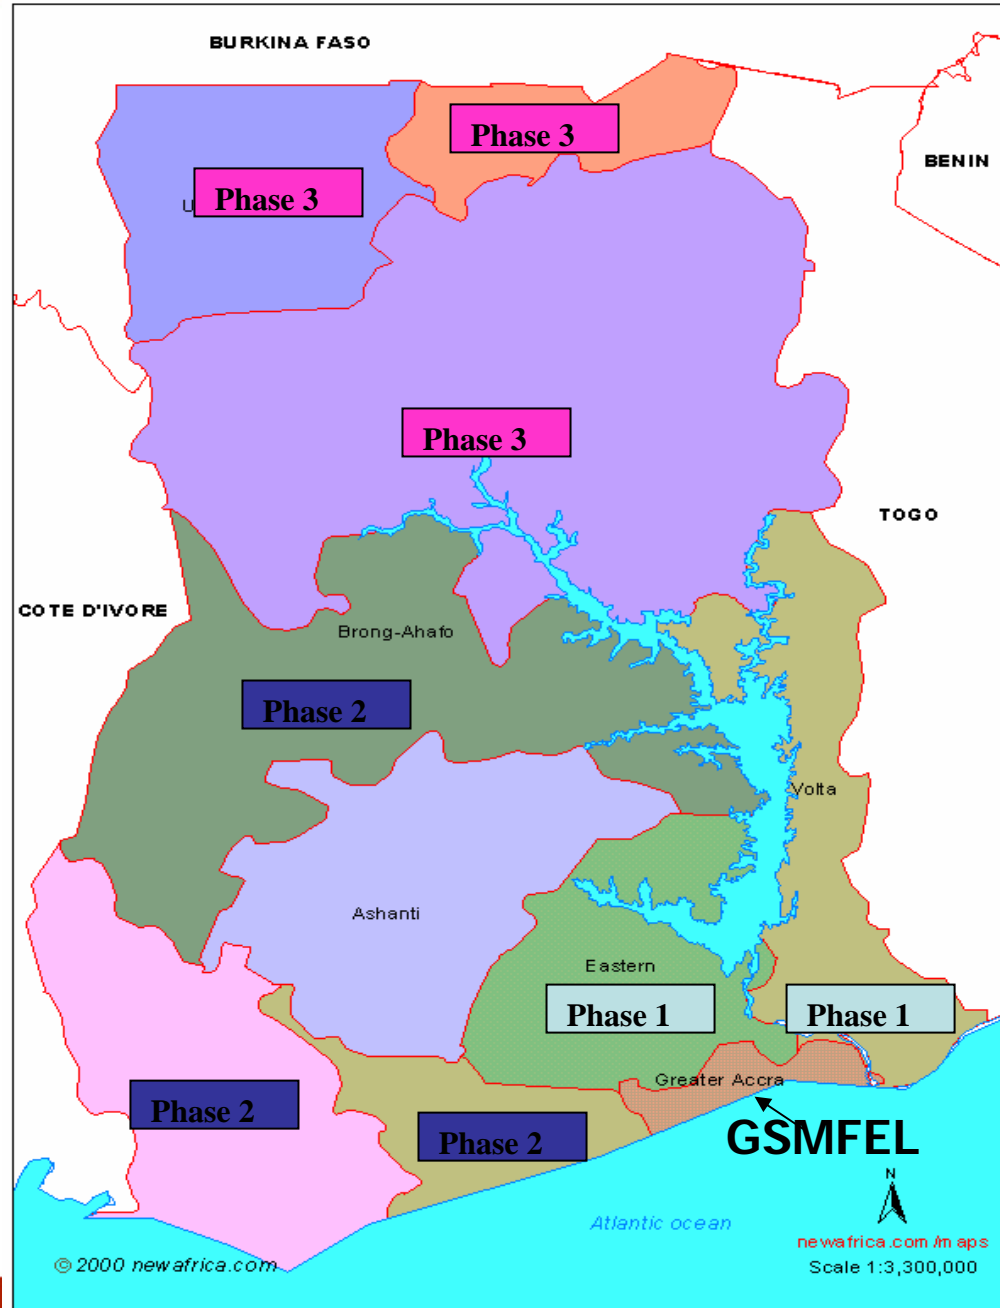 BURKINA FASO
Phase 3
BENIN
Phase 3
U
Phase 3
TOGO
COTE D'IVORE
Brong-Ahafo
Phase 2
Volta
Ashanti
Eastern
Phase 1
Phase 1
Greater Accra
Phase 2
Phase 2
GSMFEL
N
Atlantic ocean
newafrica.com/maps
© 2000 newafrica.com
Scale 1:3,300,000